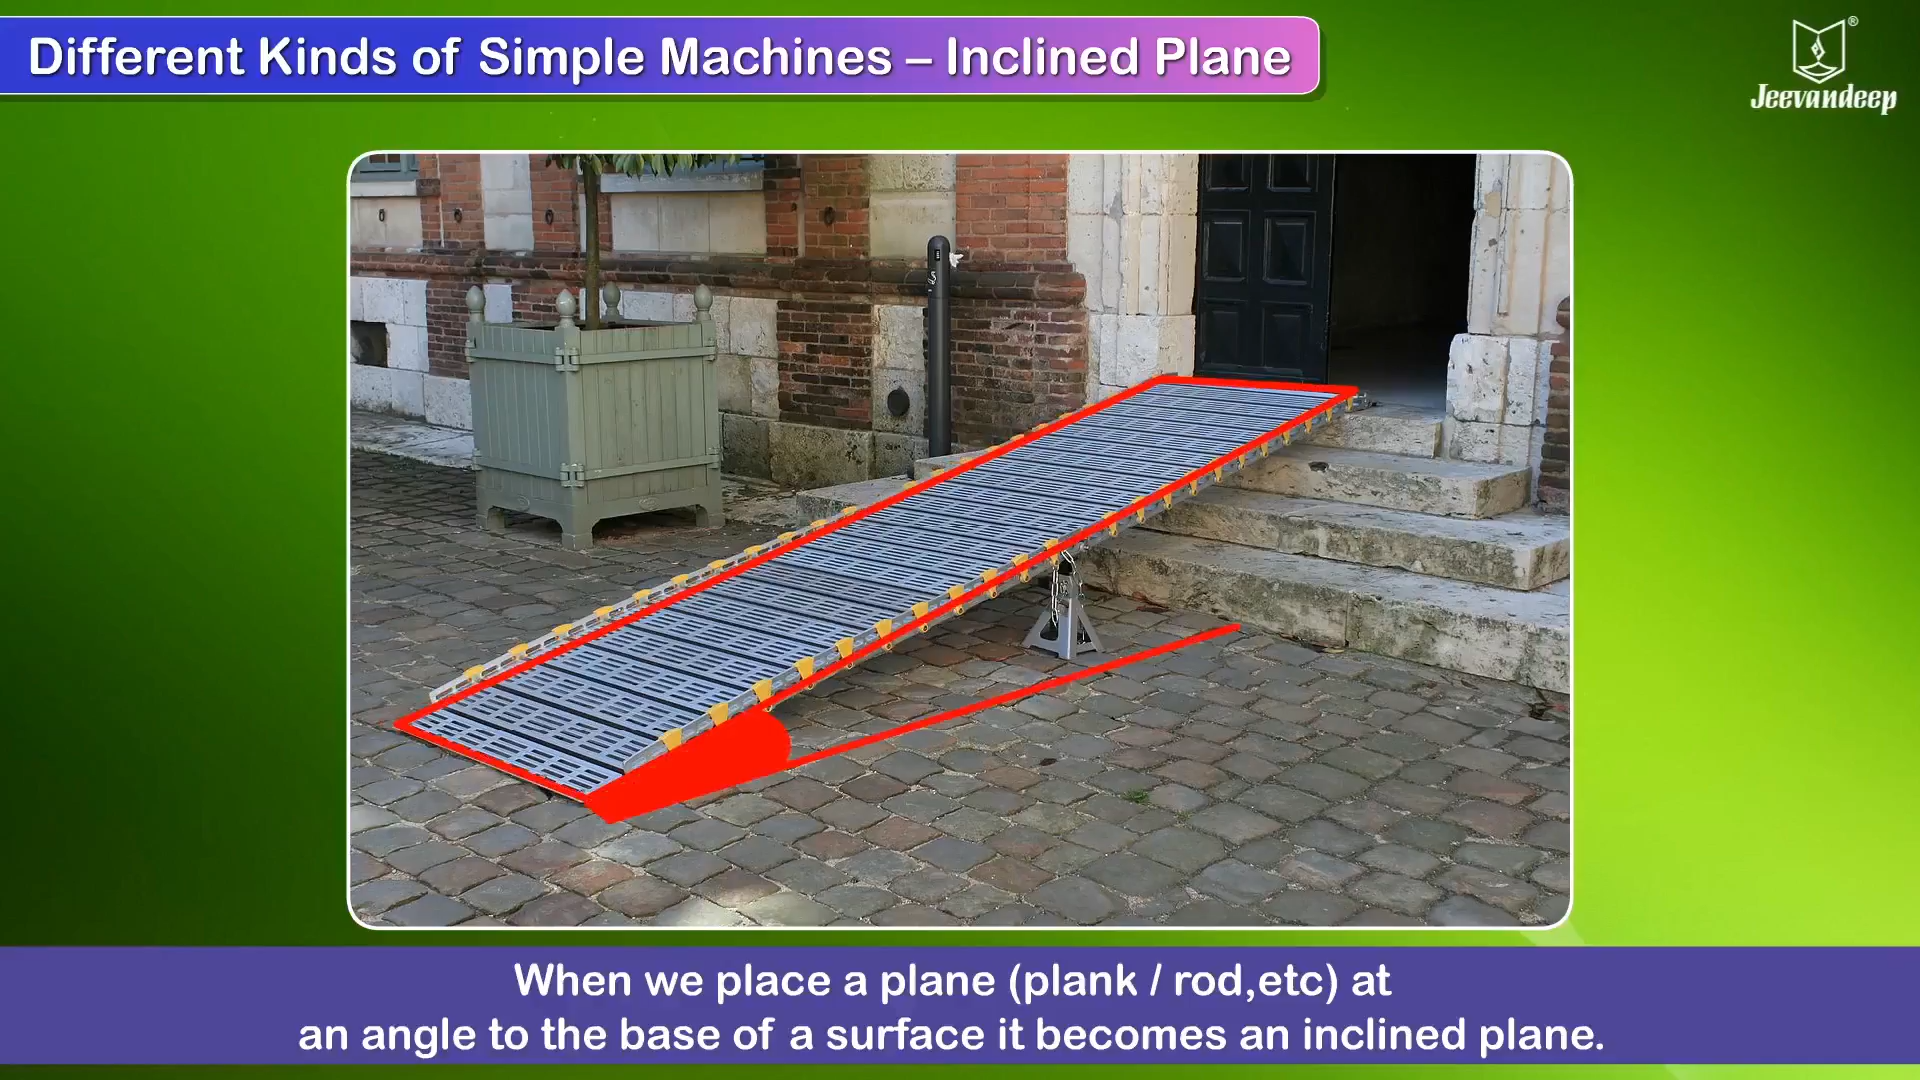 Different Kinds of Simple Machines – Inclined Plane
®
Jeevandeep
When we place a plane (plank / rod,etc) at
an angle to the base of a surface it becomes an inclined plane.